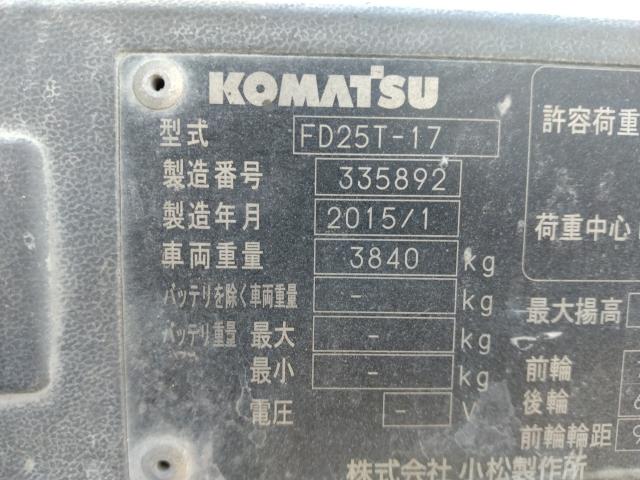 KOMATSU
型式 FD25T-17
製造番号 335892
製造年月 2015/1
車両重量 3840 kg
バッテリを除く車両重量 - kg
バッテリ重量 最大 - kg
最小 - kg
電圧 - V
許容荷重
荷重中心
最大揚高
前輪
後輪
前輪輪距 9
株式会社 小松製作所